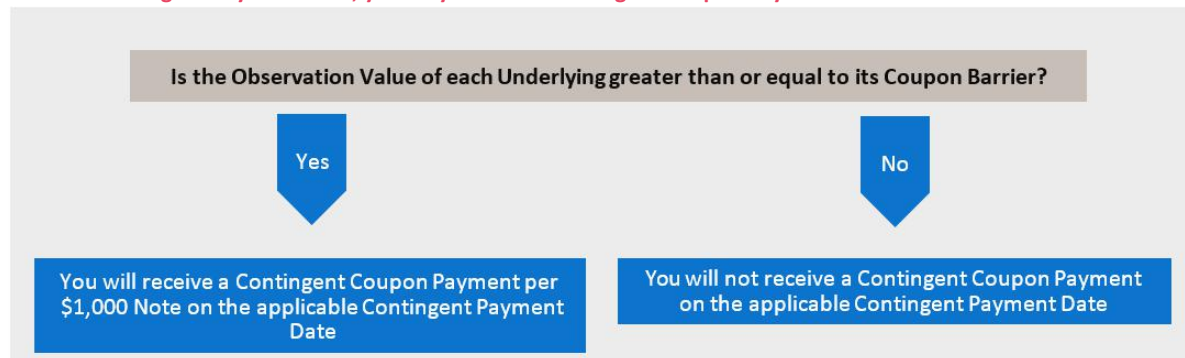 Is the Observation Value of each Underlying greater than or equal to its Coupon Barrier?
Yes
No
You will receive a Contingent Coupon Payment per
$1,000 Note on the applicable Contingent Payment
Date
You will not receive a Contingent Coupon Payment
on the applicable Contingent Payment Date